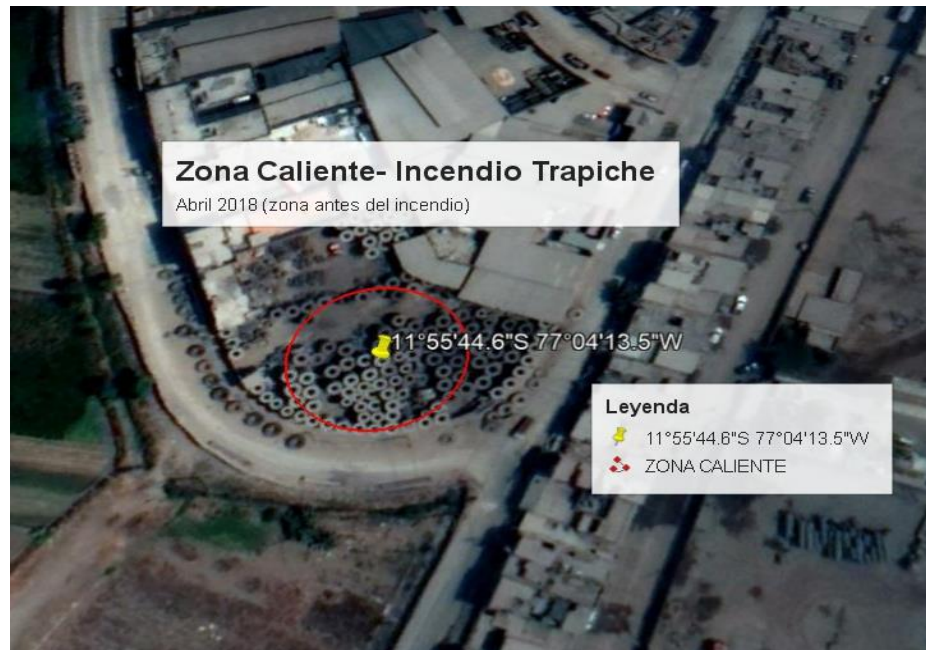 Zona Caliente- Incendio Trapiche
Abril 2018 (zona antes del incendio)
11°55'44.6"S 77°04'13.5"W
Leyenda
11°55'44.6"S 77°04'13.5"W
ZONA CALIENTE